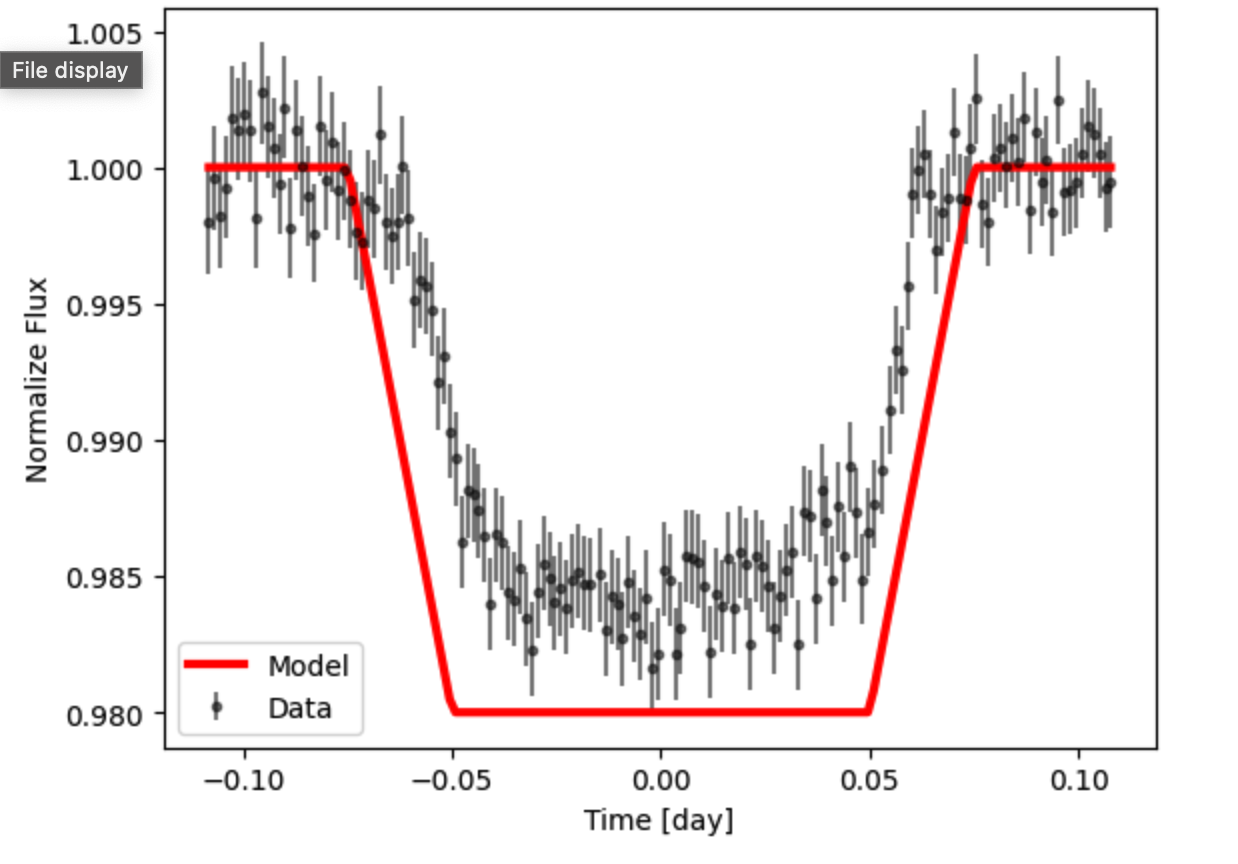 1.005
File display
1.000
0.995
0.990
0.985
0.980
Normalize Flux
Model
Data
−0.10
−0.05
0.00
0.05
0.10
Time [day]